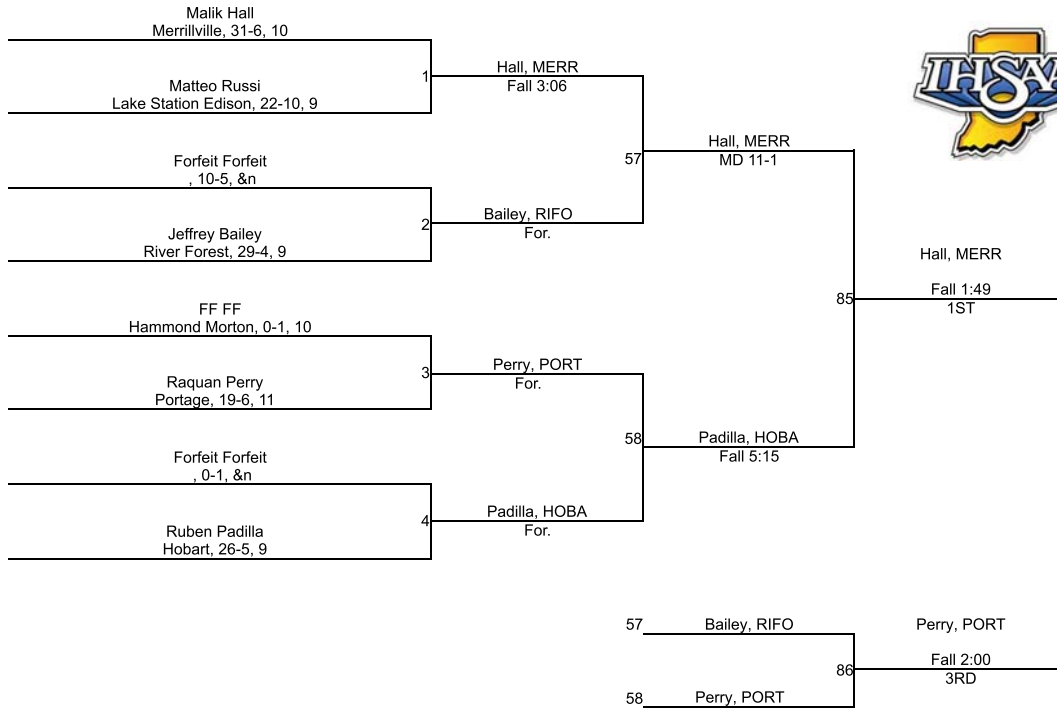 Malik Hall
Merrillville, 31-6, 10
1
Hall, MERR
Fall 3:06
Matteo Russi
Lake Station Edison, 22-10, 9
57
Hall, MERR
MD 11-1
Forfeit Forfeit
, 10-5, &n
2
Bailey, RIFO
For.
Jeffrey Bailey
River Forest, 29-4, 9
85
Hall, MERR
Fall 1:49
1ST
FF FF
Hammond Morton, 0-1, 10
3
Perry, PORT
For.
Raquan Perry
Portage, 19-6, 11
58
Padilla, HOBA
Fall 5:15
Forfeit Forfeit
, 0-1, &n
4
Padilla, HOBA
For.
Ruben Padilla
Hobart, 26-5, 9
57
Bailey, RIFO
86
Perry, PORT
Fall 2:00
3RD
58
Perry, PORT
IHSAA